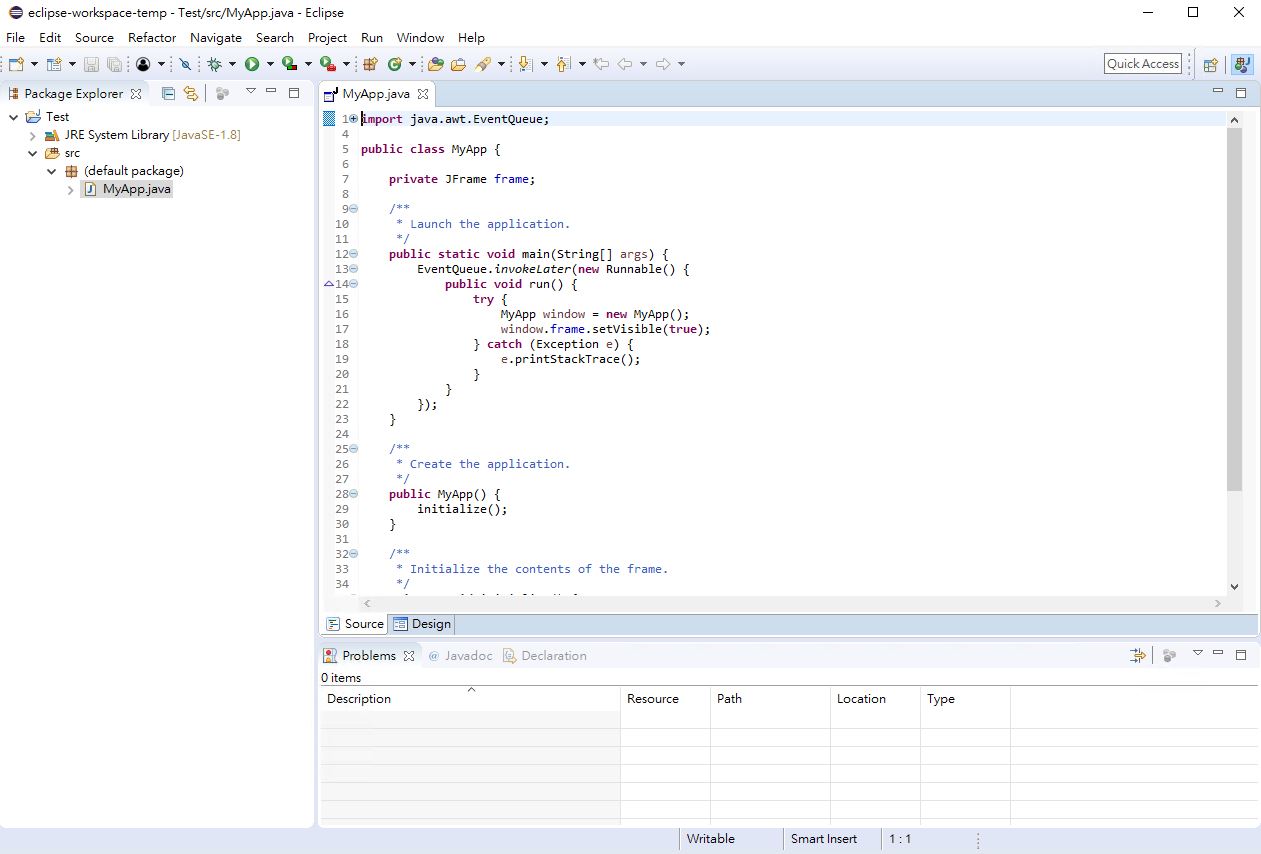 eclipse-workspace-temp - Test/src/MyApp.java - Eclipse
File Edit Source Refactor Navigate Search Project Run Window Help
Quick Access
Package Explorer
Test
JRE System Library [JavaSE-1.8]
src
(default package)
MyApp.java
MyApp.java
1 import java.awt.EventQueue;
4
5 public class MyApp {
6
7     private JFrame frame;
8
9     /**
10      * Launch the application.
11      */
12     public static void main(String[] args) {
13         EventQueue.invokeLater(new Runnable() {
14             public void run() {
15                 try {
16                     MyApp window = new MyApp();
17                     window.frame.setVisible(true);
18                 } catch (Exception e) {
19                     e.printStackTrace();
20                 }
21             }
22         });
23     }
24
25     /**
26      * Create the application.
27      */
28     public MyApp() {
29         initialize();
30     }
31
32     /**
33      * Initialize the contents of the frame.
34      */
Source Design
Problems @ Javadoc Declaration
0 items
Description Resource Path Location Type
Writable Smart Insert 1 : 1